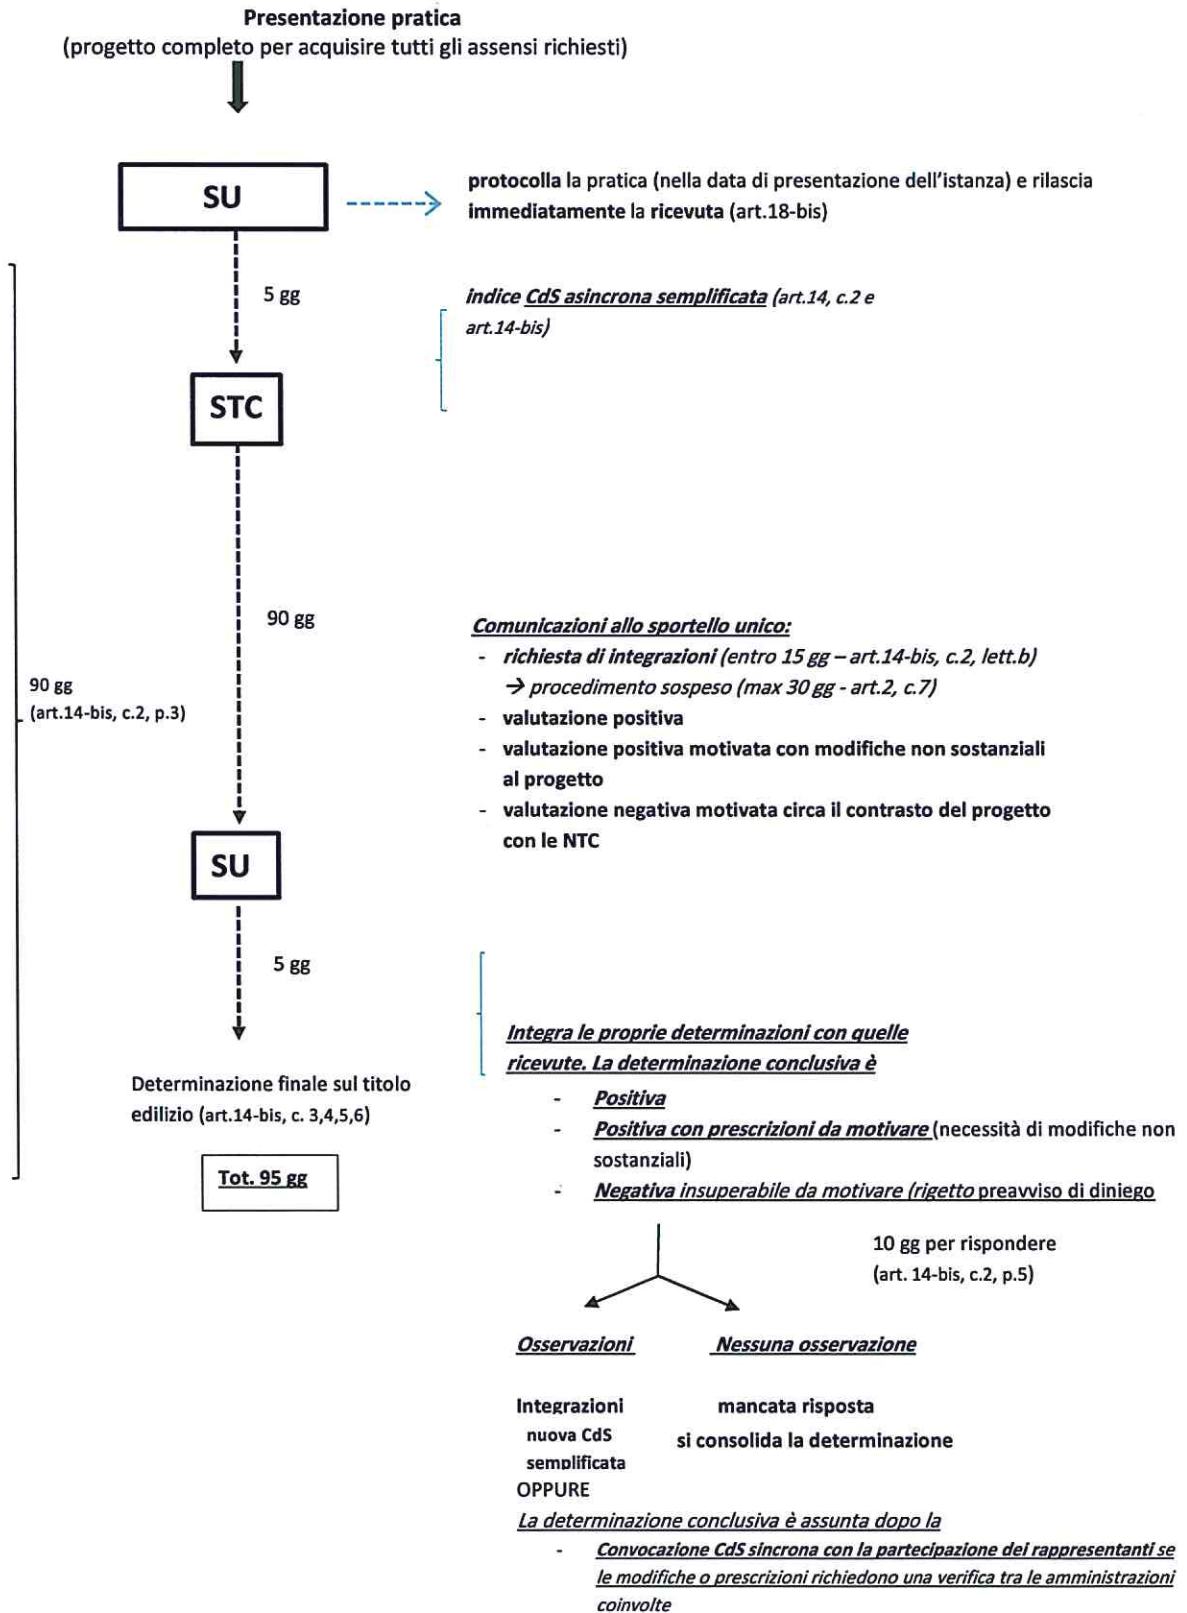 Presentazione pratica
(progetto completo per acquisire tutti gli assensi richiesti)
SU
protocolla la pratica (nella data di presentazione dell'istanza) e rilascia
immediatamente la ricevuta (art.18-bis)
5 gg
indice CdS asincrona semplificata (art.14, c.2 e
art.14-bis)
STC
90 gg
90 gg
(art.14-bis, c.2, p.3)
Comunicazioni allo sportello unico:
- richiesta di integrazioni (entro 15 gg – art.14-bis, c.2, lett.b)
→ procedimento sospeso (max 30 gg - art.2, c.7)
- valutazione positiva
- valutazione positiva motivata con modifiche non sostanziali
al progetto
- valutazione negativa motivata circa il contrasto del progetto
con le NTC
SU
5 gg
Integra le proprie determinazioni con quelle
ricevute. La determinazione conclusiva è
- Positiva
- Positiva con prescrizioni da motivare (necessità di modifiche non
sostanziali)
- Negativa insuperabile da motivare (rigetto preavviso di diniego
Determinazione finale sul titolo
edilizio (art.14-bis, c. 3,4,5,6)
Tot. 95 gg
10 gg per rispondere
(art. 14-bis, c.2, p.5)
Osservazioni
Nessuna osservazione
Integrazioni
nuova CdS
semplificata
mancata risposta
si consolida la determinazione
OPPURE
La determinazione conclusiva è assunta dopo la
- Convocazione CdS sincrona con la partecipazione dei rappresentanti se
le modifiche o prescrizioni richiedono una verifica tra le amministrazioni
coinvolte